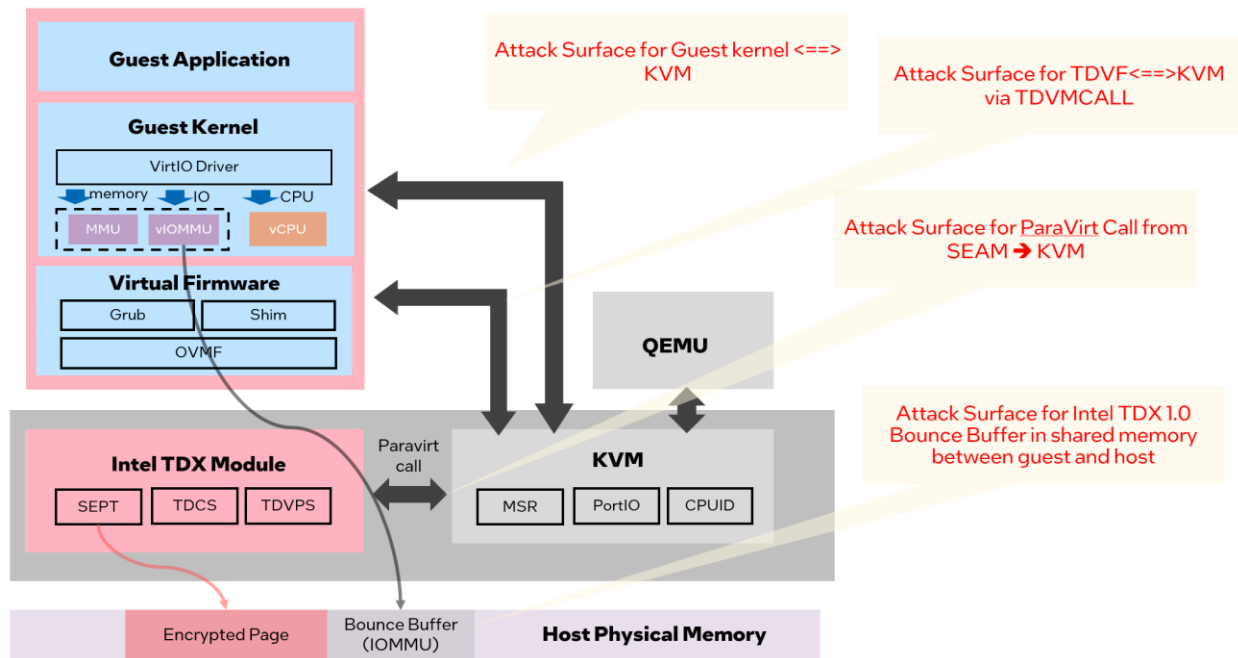 Guest Application
Guest Kernel
VirtIO Driver
memory
IO
CPU
MMU
vIOMMU
vCPU
Virtual Firmware
Grub
Shim
OVMF
Attack Surface for Guest kernel <==>
KVM
Attack Surface for TDVF<==>KVM
via TDVMCALL
Attack Surface for ParaVirt Call from
SEAM ➔ KVM
QEMU
Attack Surface for Intel TDX 1.0
Bounce Buffer in shared memory
between guest and host
Intel TDX Module
SEPT
TDCS
TDVPS
Paravirt
call
KVM
MSR
PortIO
CPUID
Encrypted Page
Bounce Buffer
(IOMMU)
Host Physical Memory